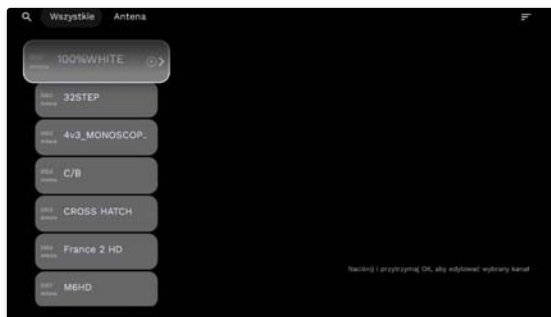 Wszystkie Antena
100%WHITE
32STEP
4v3_MONOSCOP..
C/B
CROSS HATCH
France 2 HD
M6HD
Naciśnij i przytrzymaj OK, aby edytować wybrany kanał